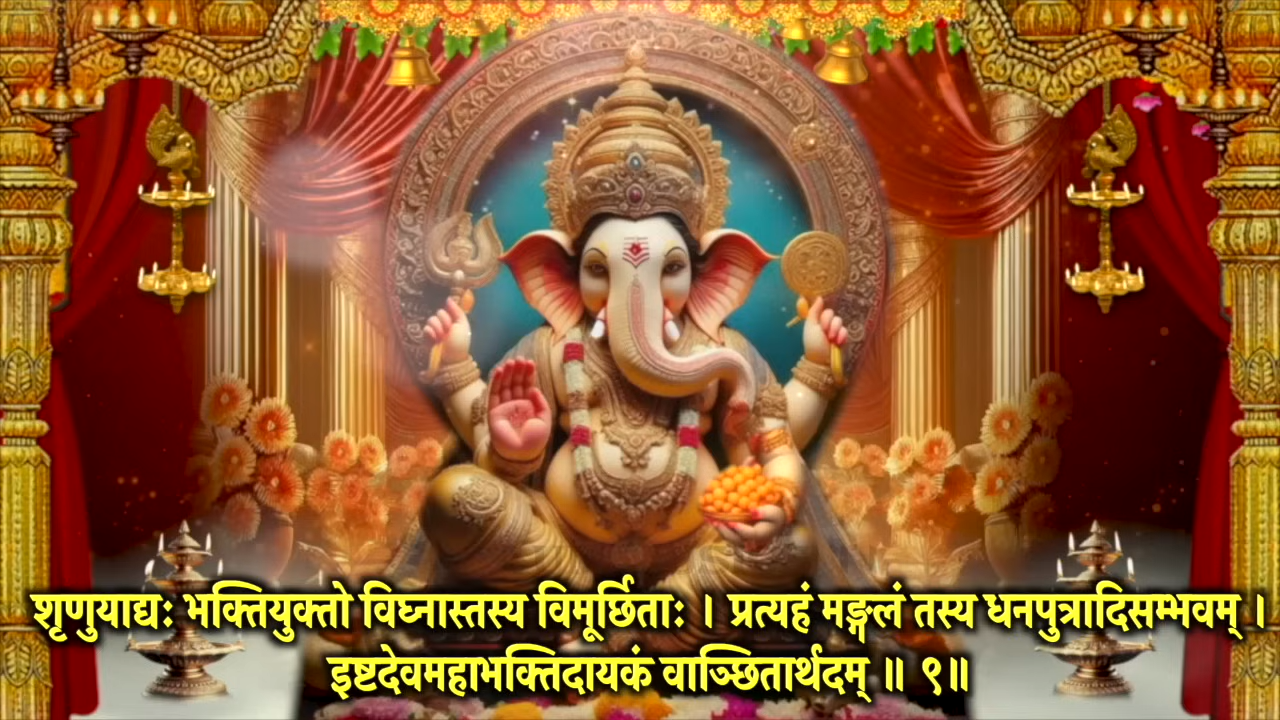 शृणुयाद्यः भक्तियुक्तो विघ्नास्तस्य विमूर्छिताः । प्रत्यहं मङ्गलं तस्य धनपुत्रादिसम्भवम् ।
इष्टदेवमहाभक्तिदायकं वाञ्छितार्थदम् ॥ ९॥